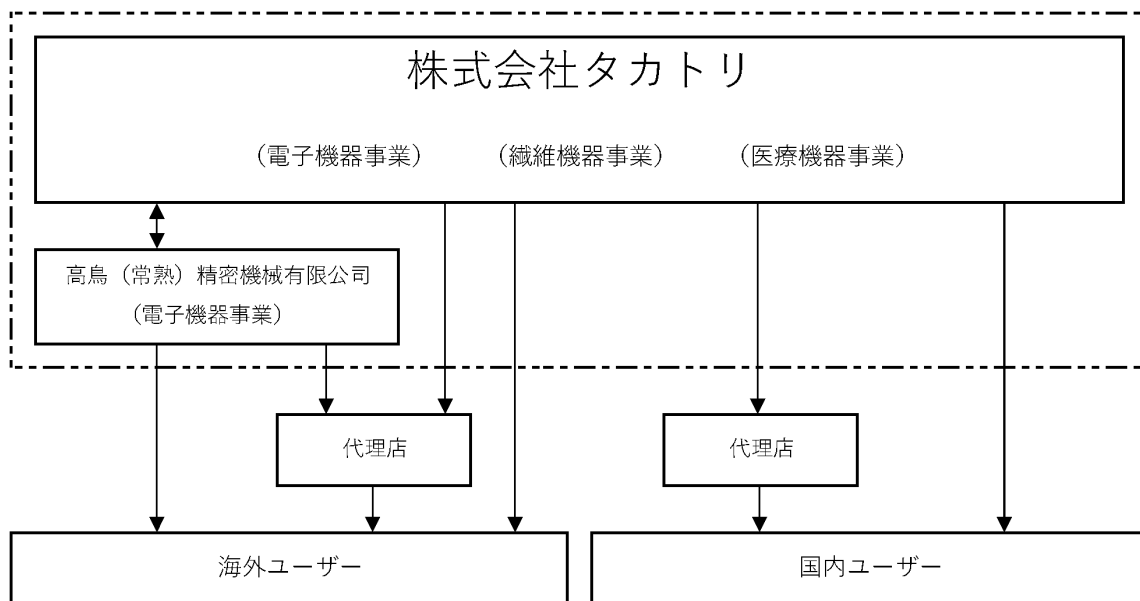 株式会社タカトリ
（電子機器事業）　（繊維機器事業）　（医療機器事業）
高鳥（常熟）精密機械有限公司
（電子機器事業）
代理店　代理店
海外ユーザー　国内ユーザー